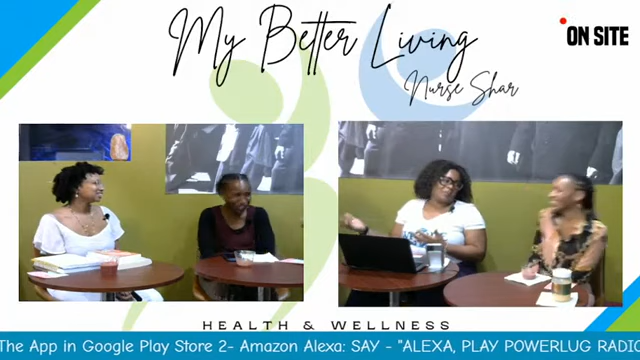 My Better Living
Nurse Shar
ON SITE
HEALTH & WELLNESS
The App in Google Play Store 2- Amazon Alexa: SAY - "ALEXA, PLAY POWERLUG RADIO